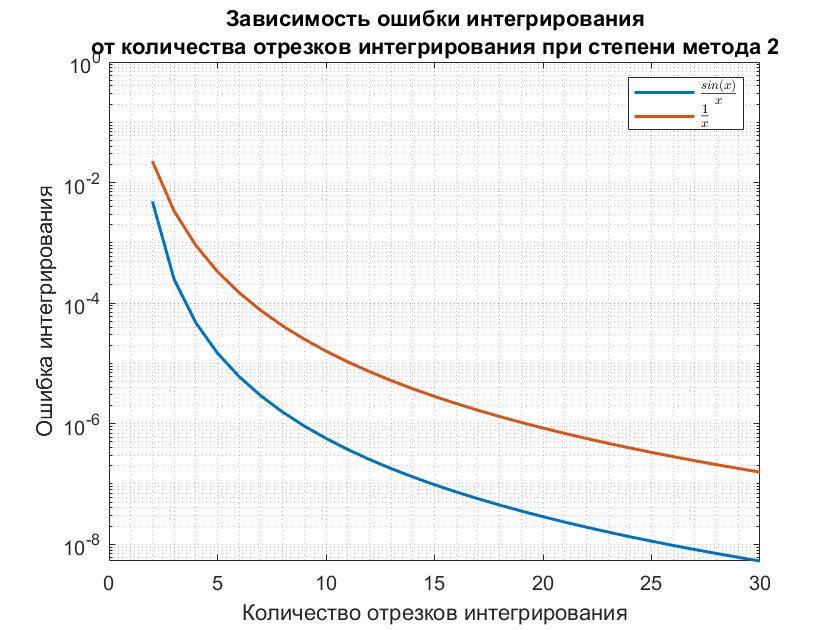 Зависимость ошибки интегрирования
от количества отрезков интегрирования при степени метода 2
10^0
sin(x)/x
1/x
10^-2
10^-4
10^-6
10^-8
Ошибка интегрирования
0 5 10 15 20 25 30
Количество отрезков интегрирования